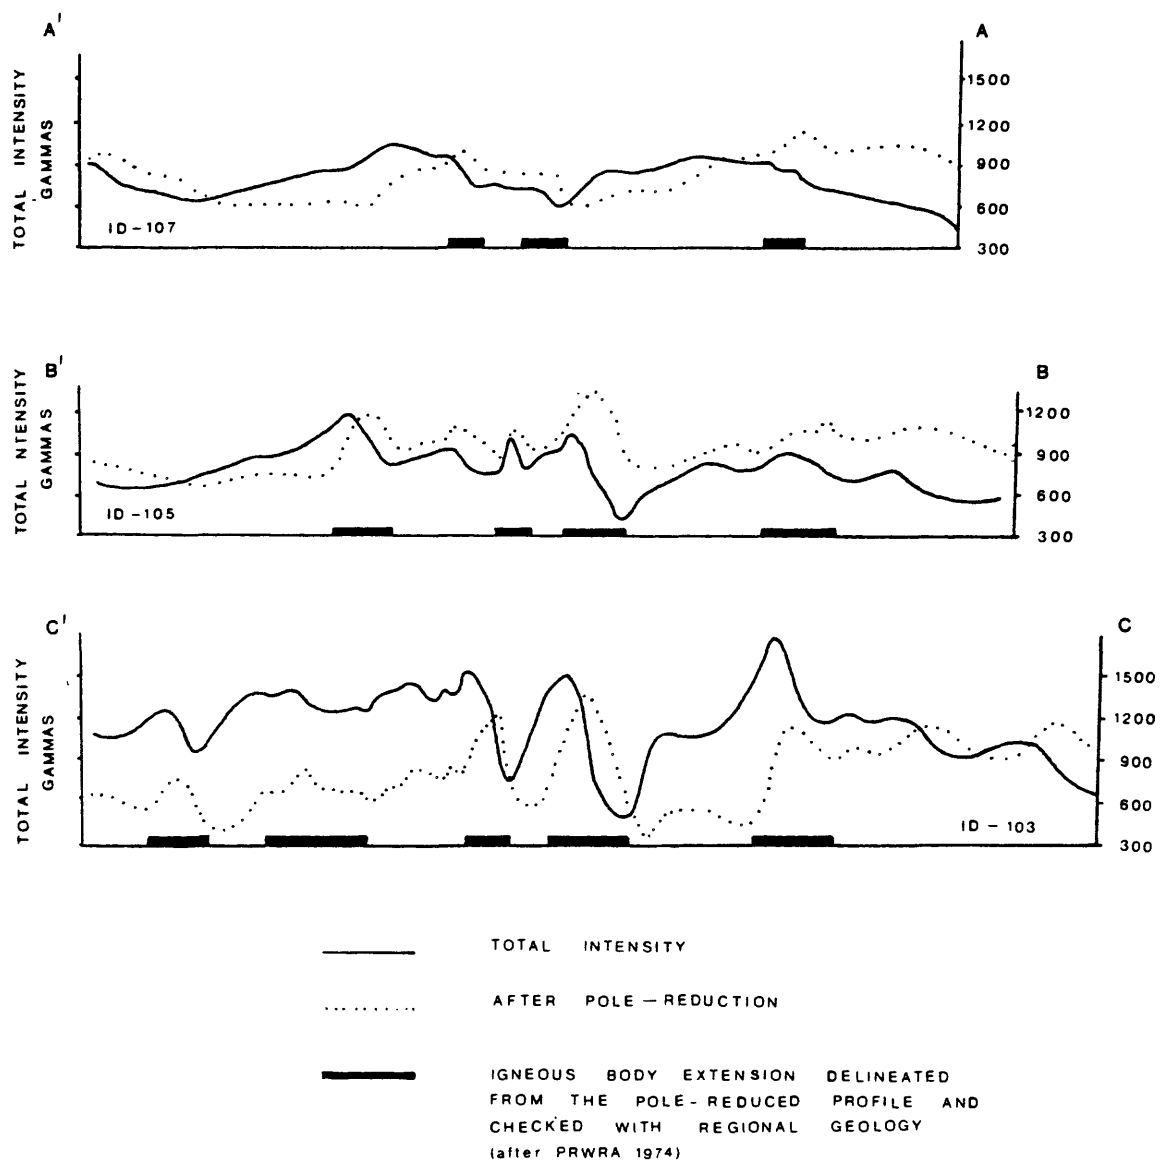 A' A
TOTAL INTENSITY
GAMMAS
1500
1200
900
600
300
ID-107
B' B
TOTAL NTENSITY
GAMMAS
1200
900
600
300
ID-105
C' C
TOTAL INTENSITY
GAMMAS
1500
1200
900
600
300
ID-103
TOTAL INTENSITY
AFTER POLE-REDUCTION
IGNEOUS BODY EXTENSION DELINEATED
FROM THE POLE-REDUCED PROFILE AND
CHECKED WITH REGIONAL GEOLOGY
(after PRWRA 1974)